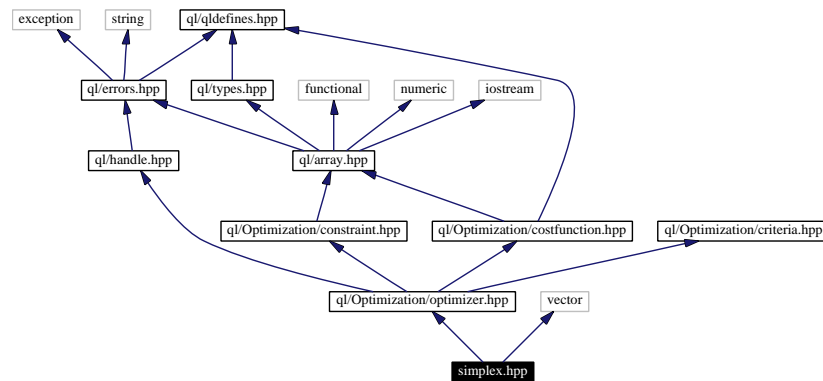 exception
string
ql/qldefines.hpp
ql/errors.hpp
ql/types.hpp
functional
numeric
iostream
ql/handle.hpp
ql/array.hpp
ql/Optimization/constraint.hpp
ql/Optimization/costfunction.hpp
ql/Optimization/criteria.hpp
ql/Optimization/optimizer.hpp
vector
simplex.hpp